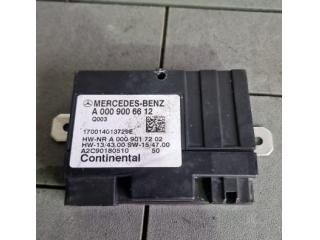 MERCEDES-BENZ
A 000 900 66 12
Q003
170014013729E
HW-NR A 000 901 72 02
HW-13/43.00 SW-15/47.00
A2C90180510 50
Continental